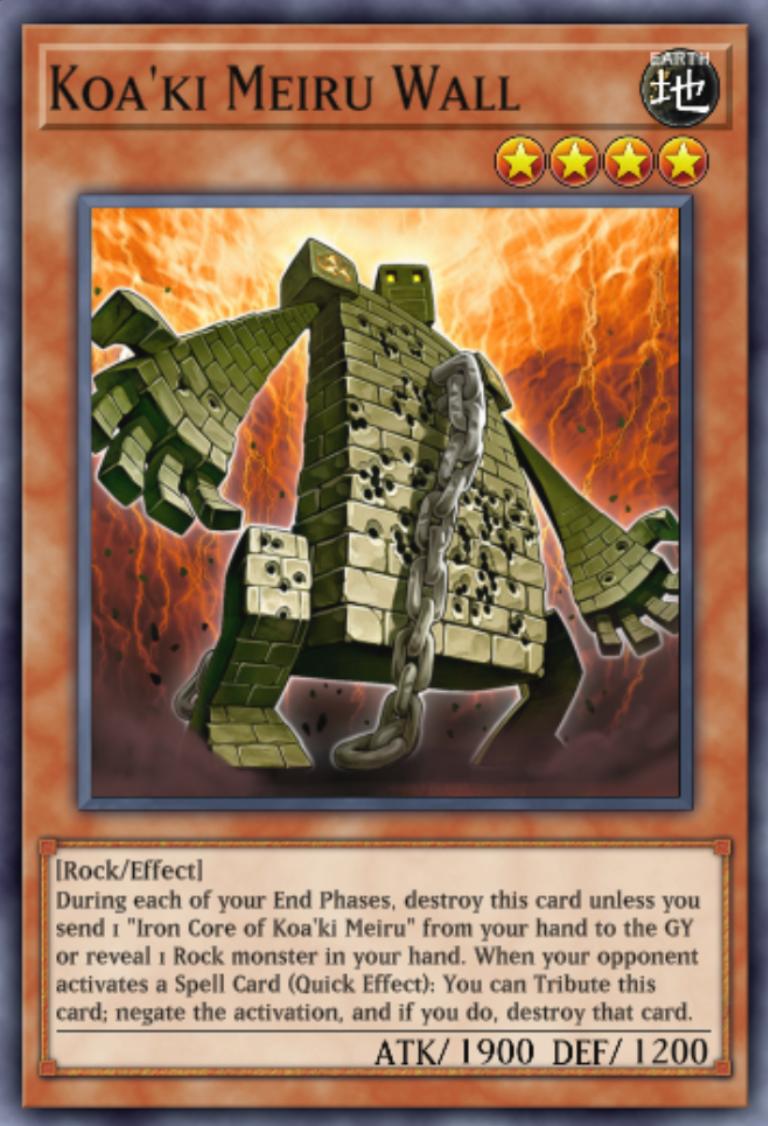 Koa'ki Meiru Wall
EARTH
地
[Rock/Effect]
During each of your End Phases, destroy this card unless you
send 1 "Iron Core of Koa'ki Meiru" from your hand to the GY
or reveal 1 Rock monster in your hand. When your opponent
activates a Spell Card (Quick Effect): You can Tribute this
card; negate the activation, and if you do, destroy that card.
ATK/ 1900 DEF/ 1200